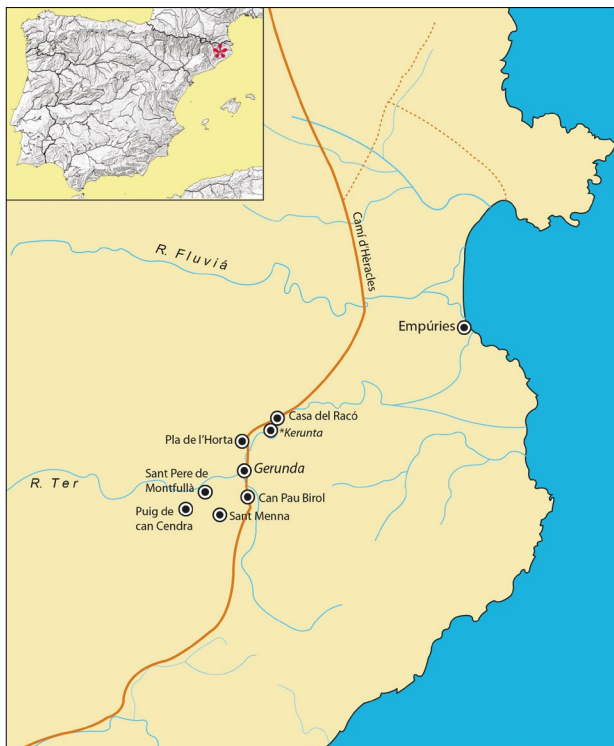 R. Fluviá
Camí d'Hèracles
Empúries
Casa del Racó
*Kerunta
Pla de l'Horta
Gerunda
Sant Pere de
Montfullà
R. Ter
Can Pau Birol
Puig de
can Cendra
Sant Menna